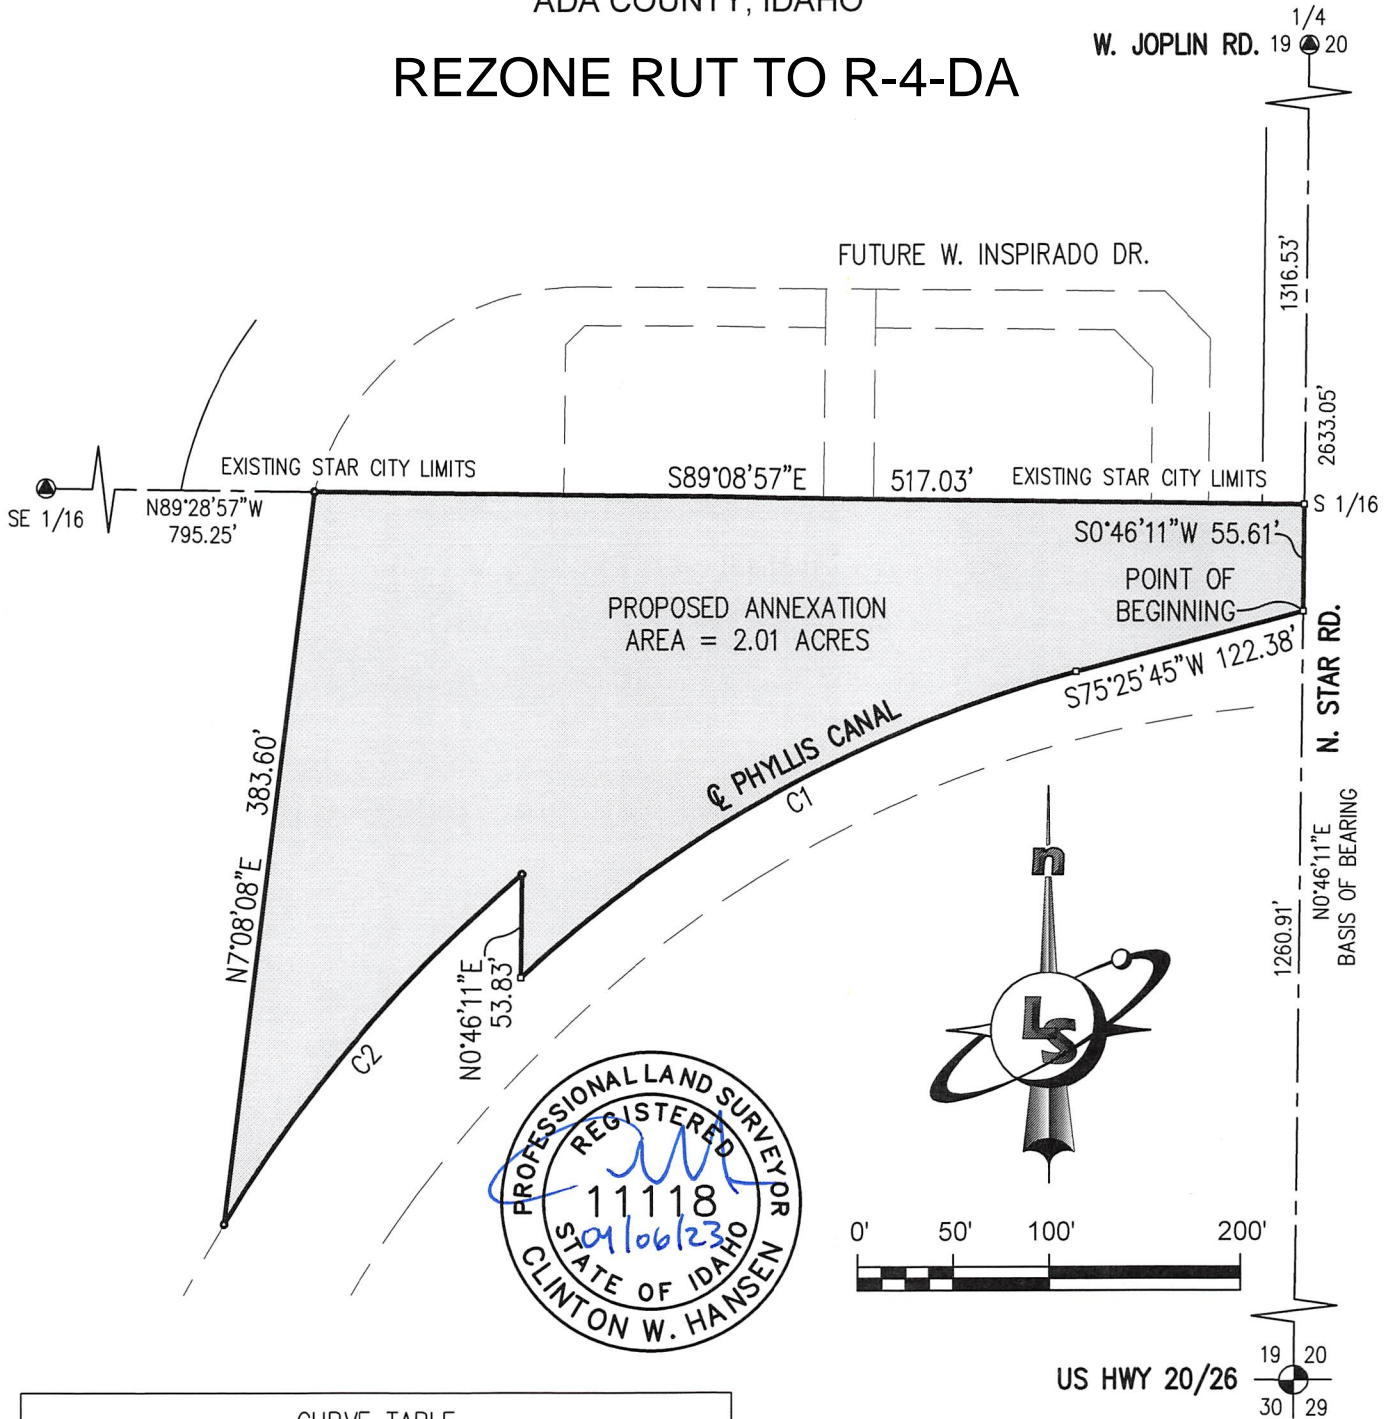 ADA COUNTY, IDAHO
REZONE RUT TO R-4-DA
1/4
W. JOPLIN RD. 19 20
FUTURE W. INSPIRADO DR.
1316.53'
2633.05'
EXISTING STAR CITY LIMITS
S89°08'57"E 517.03'
EXISTING STAR CITY LIMITS
SE 1/16
N89°28'57"W
795.25'
S 1/16
S0°46'11"W 55.61'
POINT OF
BEGINNING
PROPOSED ANNEXATION
AREA = 2.01 ACRES
S75°25'45"W 122.38'
N. STAR RD.
℄ PHYLLIS CANAL
C1
N7°08'08"E 383.60'
N0°46'11"E
BASIS OF BEARING
1260.91'
n
LS
N0°46'11"E
53.83'
C2
PROFESSIONAL LAND SURVEYOR
REGISTERED
11118
09/06/23
STATE OF IDAHO
CLINTON W. HANSEN
0' 50' 100' 200'
US HWY 20/26
19 20
30 29
CURVE TABLE